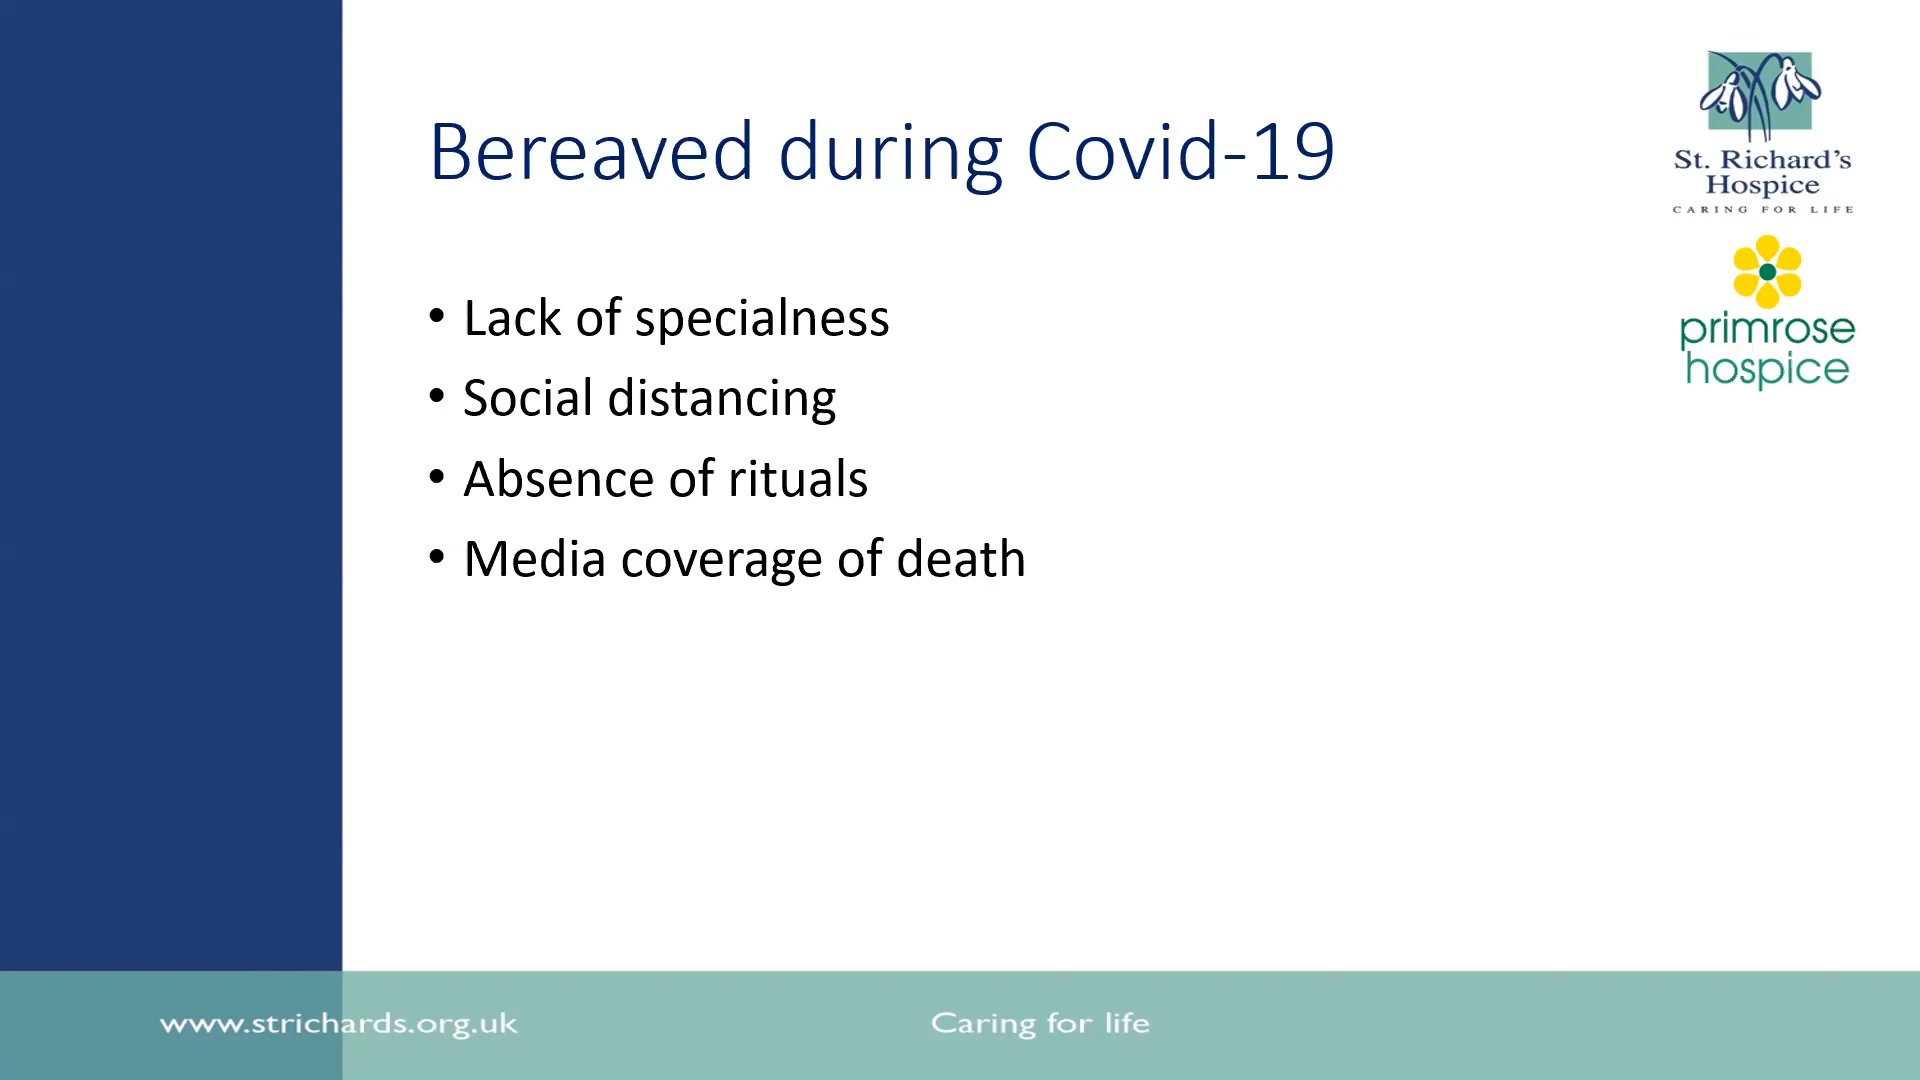 Bereaved during Covid-19
• Lack of specialness
• Social distancing
• Absence of rituals
• Media coverage of death
St. Richard's
Hospice
CARING FOR LIFE
primrose
hospice
www.strichards.org.uk
Caring for life